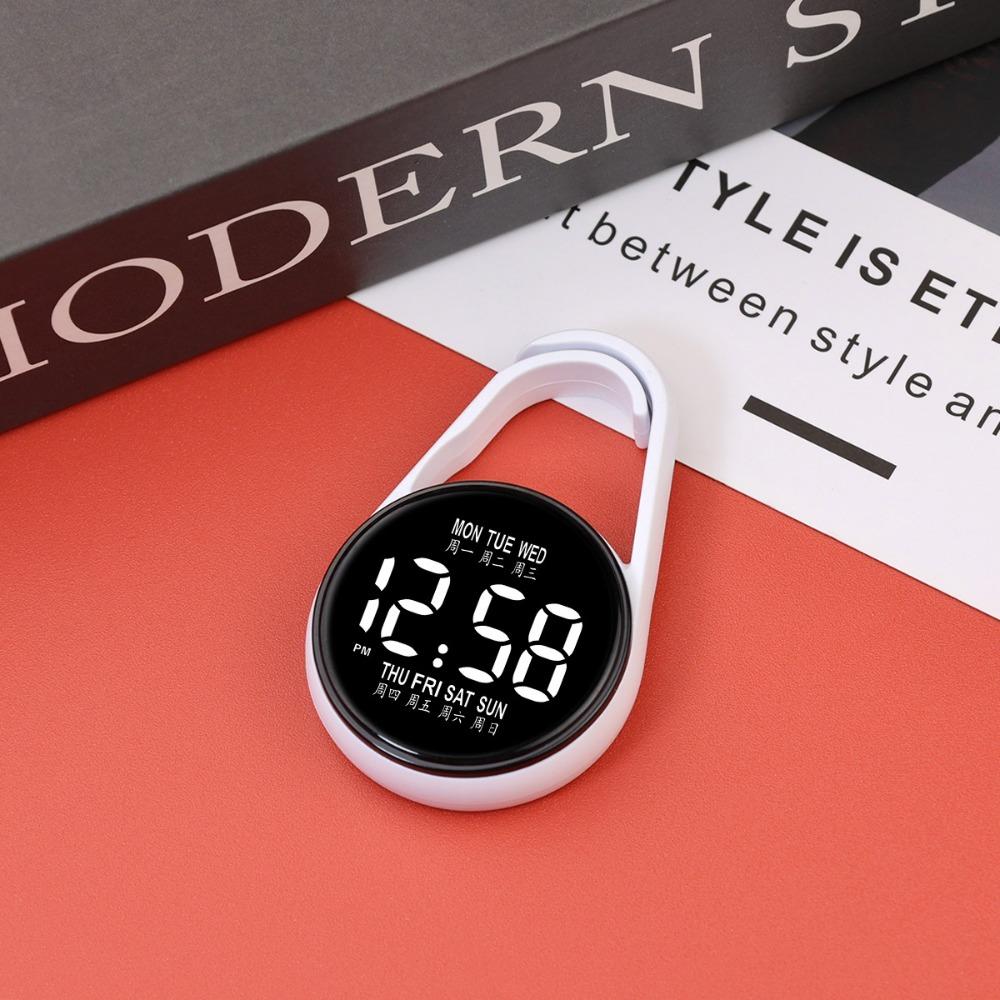 MODERN S
TYLE IS ET
t between style an
MON TUE WED
周一 周二 周三
12:58
PM
THU FRI SAT SUN
周四 周五 周六 周日